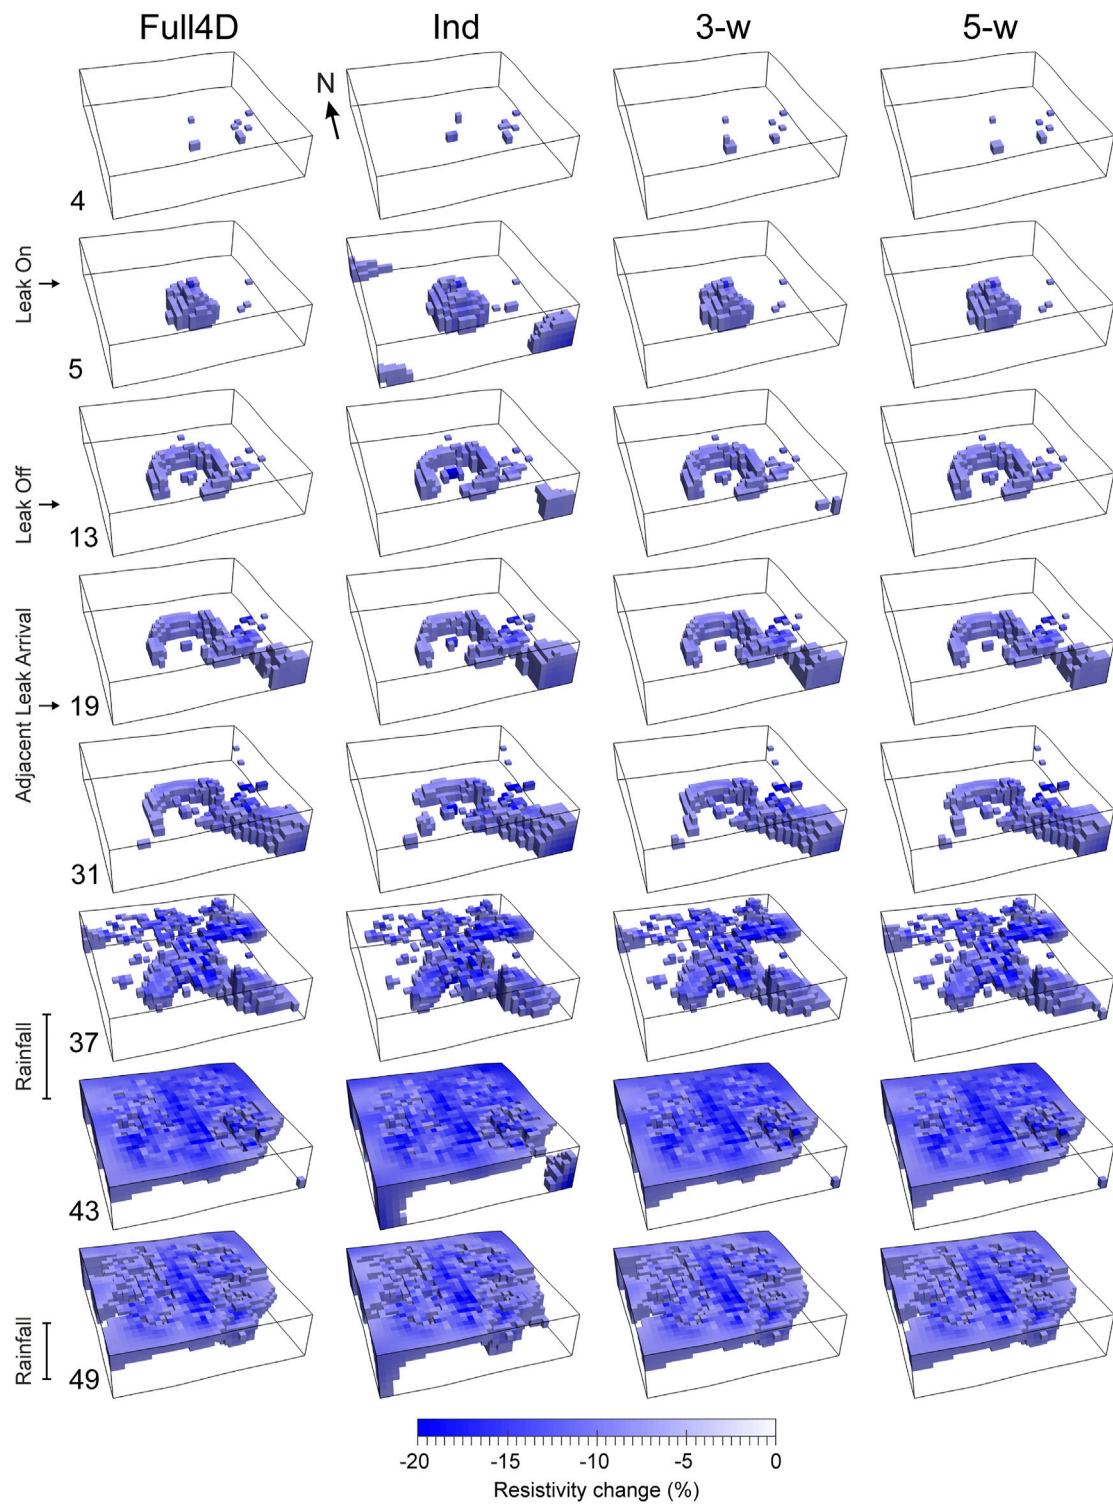 Full4D Ind 3-w 5-w
N
4
Leak On
5
Leak Off
13
Adjacent Leak Arrival
19
31
Rainfall
37
43
Rainfall
49
-20 -15 -10 -5 0
Resistivity change (%)